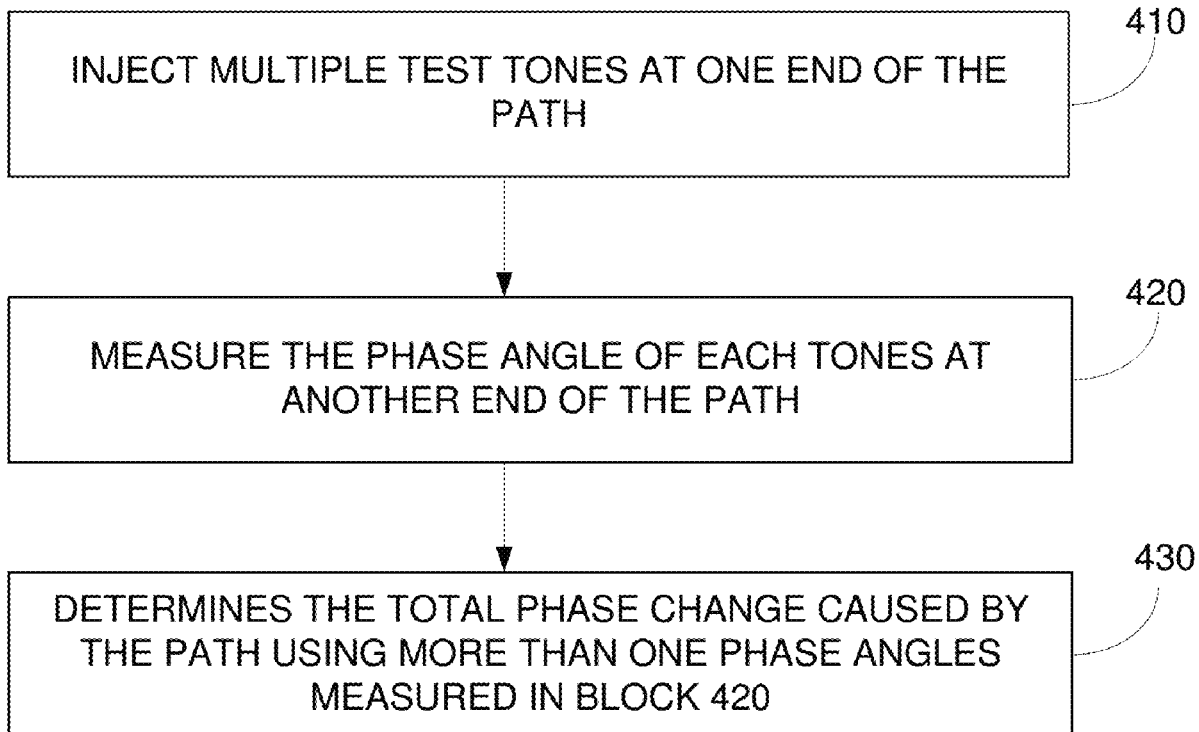 410
INJECT MULTIPLE TEST TONES AT ONE END OF THE
PATH
420
MEASURE THE PHASE ANGLE OF EACH TONES AT
ANOTHER END OF THE PATH
430
DETERMINES THE TOTAL PHASE CHANGE CAUSED BY
THE PATH USING MORE THAN ONE PHASE ANGLES
MEASURED IN BLOCK 420